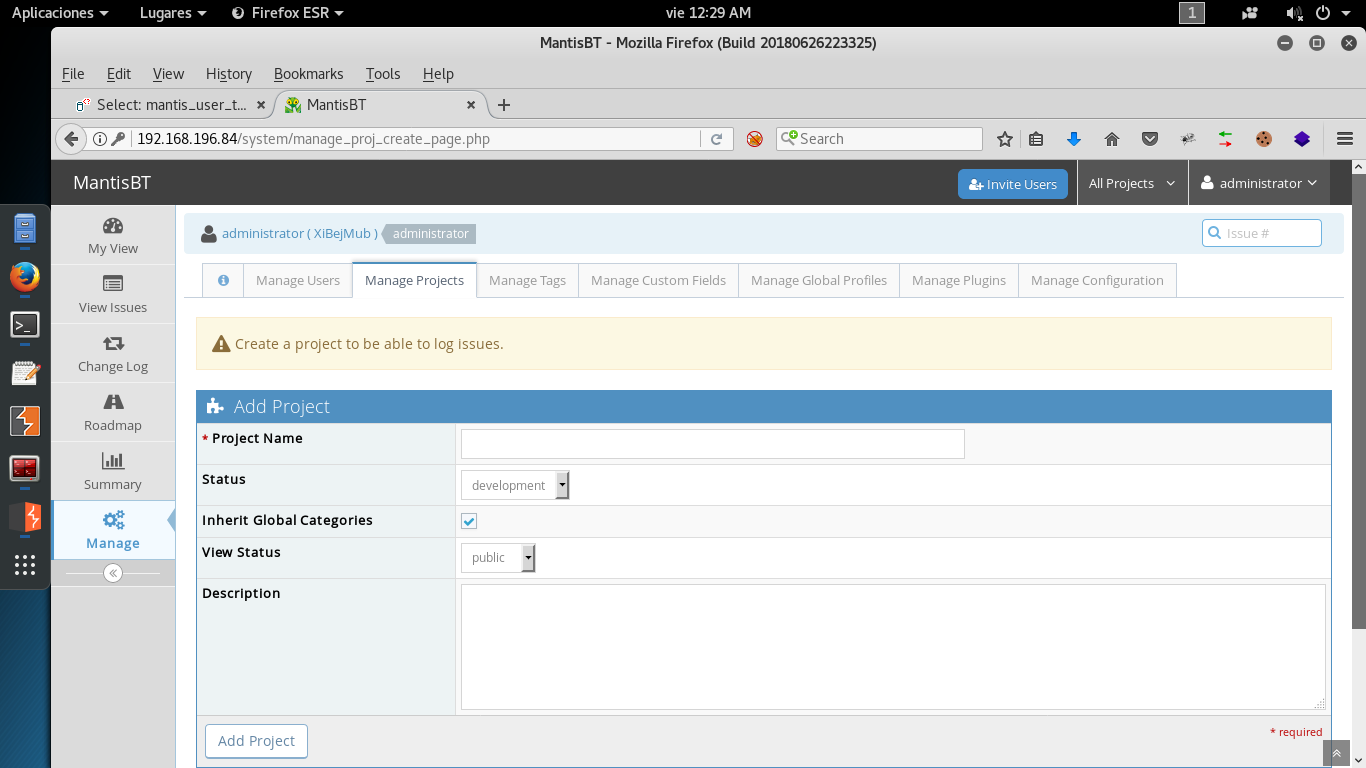 Aplicaciones Lugares Firefox ESR vie 12:29 AM 1
MantisBT - Mozilla Firefox (Build 20180626223325)
File Edit View History Bookmarks Tools Help
Select: mantis_user_t... MantisBT
192.168.196.84/system/manage_proj_create_page.php Search
MantisBT Invite Users All Projects administrator
My View
View Issues
Change Log
Roadmap
Summary
Manage
administrator ( XiBejMub ) administrator Issue #
Manage Users Manage Projects Manage Tags Manage Custom Fields Manage Global Profiles Manage Plugins Manage Configuration
Create a project to be able to log issues.
Add Project
* Project Name
Status development
Inherit Global Categories
View Status public
Description
Add Project
* required